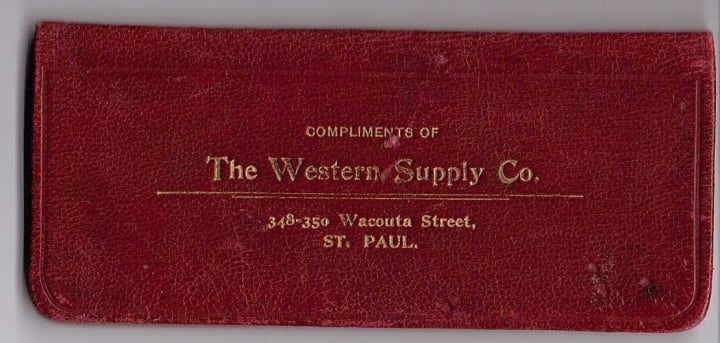 COMPLIMENTS OF
The Western Supply Co.
348-350 Wacouta Street,
ST. PAUL.